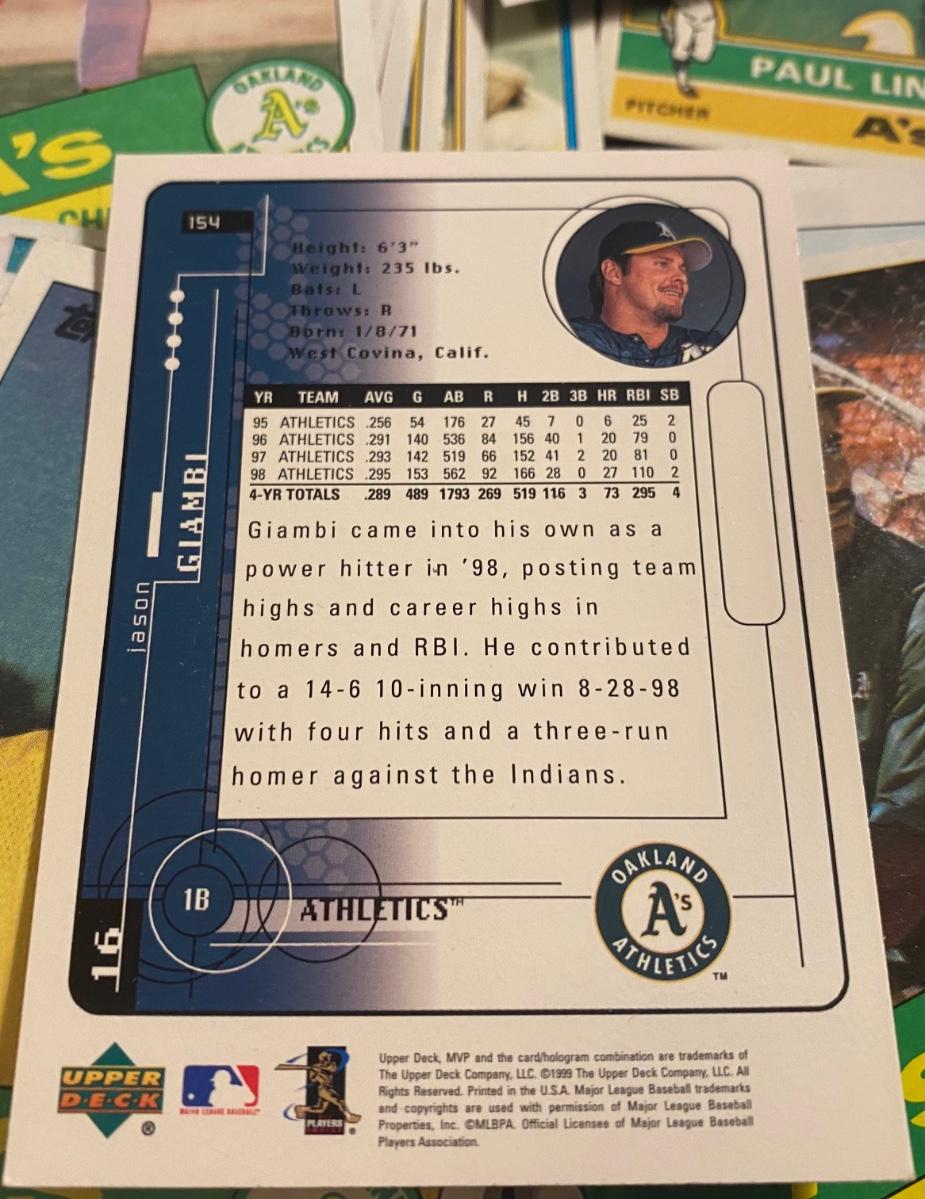 OAKLAND
A's
A's
CH
PAUL LIN
PITCHER
A's
154
Height: 6'3"
Weight: 235 lbs.
Bats: L
Throws: R
Born: 1/8/71
West Covina, Calif.
YR TEAM AVG G AB R H 2B 3B HR RBI SB
95 ATHLETICS .256 54 176 27 45 7 0 6 25 2
96 ATHLETICS .291 140 536 84 156 40 1 20 79 0
97 ATHLETICS .293 142 519 66 152 41 2 20 81 0
98 ATHLETICS .295 153 562 92 166 28 0 27 110 2
4-YR TOTALS .289 489 1793 269 519 116 3 73 295 4
Giambi came into his own as a
power hitter in '98, posting team
highs and career highs in
homers and RBI. He contributed
to a 14-6 10-inning win 8-28-98
with four hits and a three-run
homer against the Indians.
jason
GIAMBI
16
1B
ATHLETICS™
OAKLAND
A's
ATHLETICS
TM
UPPER
D·E·C·K
®
MAJOR LEAGUE BASEBALL
PLAYERS
®
Upper Deck, MVP and the card/hologram combination are trademarks of
The Upper Deck Company, LLC. ©1999 The Upper Deck Company, LLC. All
Rights Reserved. Printed in the U.S.A. Major League Baseball trademarks
and copyrights are used with permission of Major League Baseball
Properties, Inc. ©MLBPA. Official Licensee of Major League Baseball
Players Association.